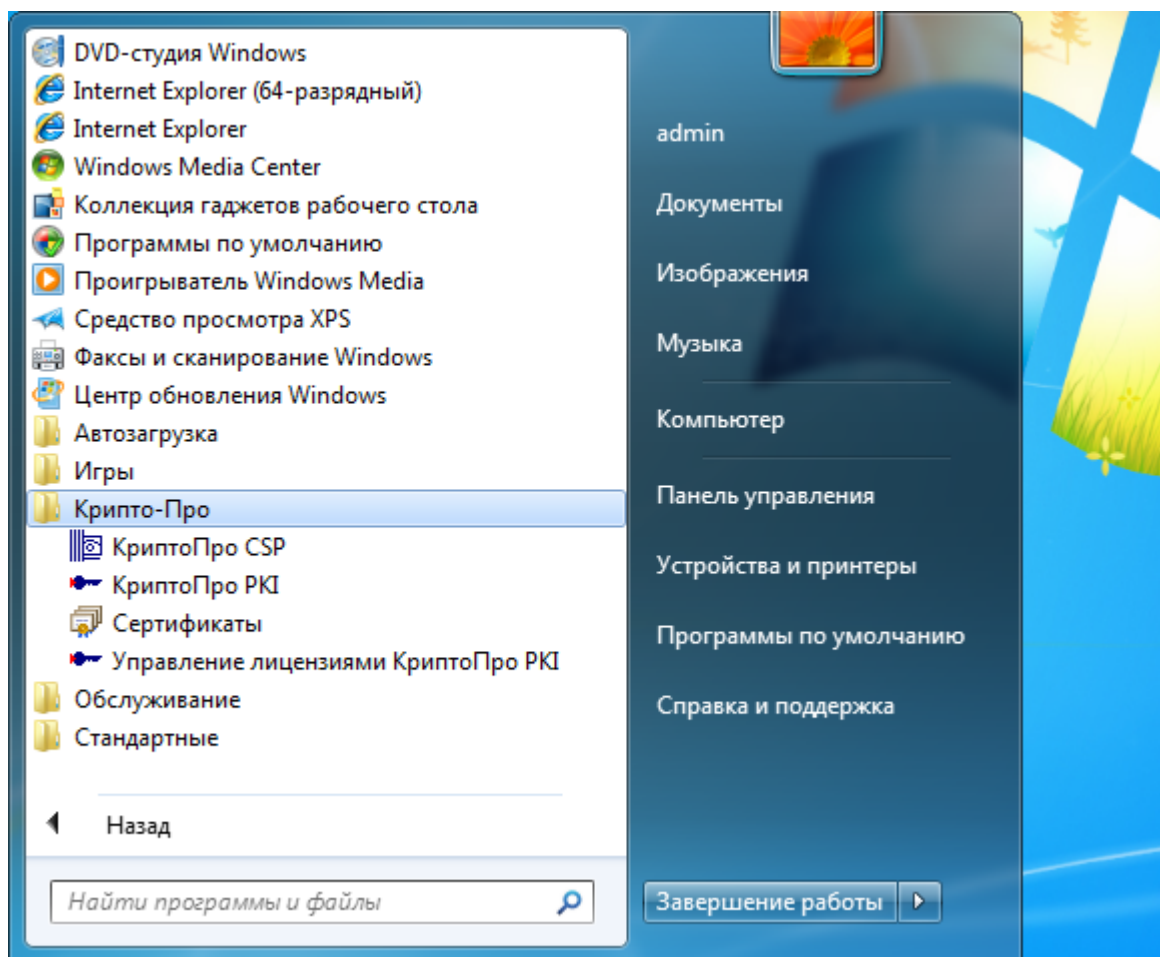 DVD-студия Windows
Internet Explorer (64-разрядный)
Internet Explorer
Windows Media Center
Коллекция гаджетов рабочего стола
Программы по умолчанию
Проигрыватель Windows Media
Средство просмотра XPS
Факсы и сканирование Windows
Центр обновления Windows
Автозагрузка
Игры
Крипто-Про
КриптоПро CSP
КриптоПро PKI
Сертификаты
Управление лицензиями КриптоПро PKI
Обслуживание
Стандартные
Назад
Найти программы и файлы
admin
Документы
Изображения
Музыка
Компьютер
Панель управления
Устройства и принтеры
Программы по умолчанию
Справка и поддержка
Завершение работы